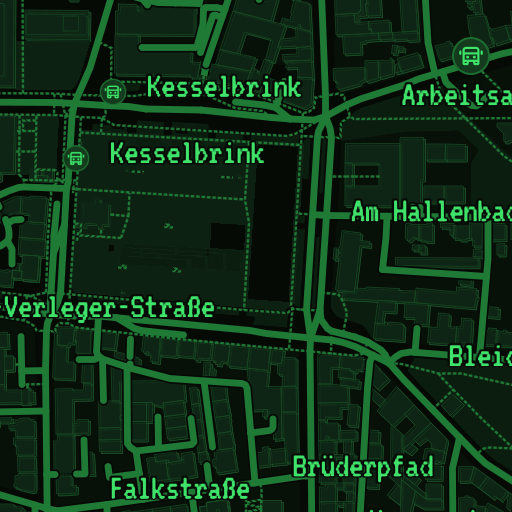 Kesselbrink
Arbeitsa
Kesselbrink
Am Hallenbad
Verleger-Straße
Bleic
Brüderpfad
Falkstraße